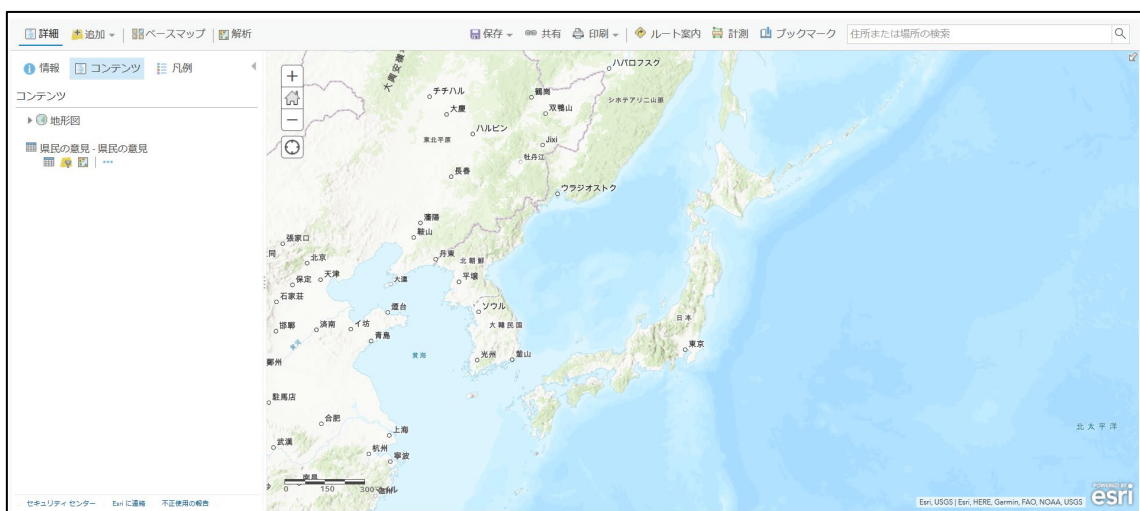 詳細 追加 ベースマップ 解析 保存 共有 印刷 ルート案内 計測 ブックマーク 住所または場所の検索
情報 コンテンツ 凡例
コンテンツ
地形図
県民の意見 - 県民の意見
ハバロフスク
大興安嶺
チチハル
鶴崗
シホテアリニ山脈
大慶
双鴨山
ハルビン
東北平原
Jixi
牡丹江
長春
ウラジオストク
瀋陽
鞍山
張家口
丹東
北朝鮮
北京
保定
天津
大連
平壌
石家荘
煙台
ソウル
日本
邯鄲
済南
イ坊
大韓民国
青島
東京
黄河
黄海
光州
釜山
鄭州
駐馬店
合肥
上海
北太平洋
武漢
杭州
寧波
南昌
0 150 300
セキュリティ センター Esri に連絡 不正使用の報告
Esri, USGS | Esri, HERE, Garmin, FAO, NOAA, USGS
POWERED BY
esri